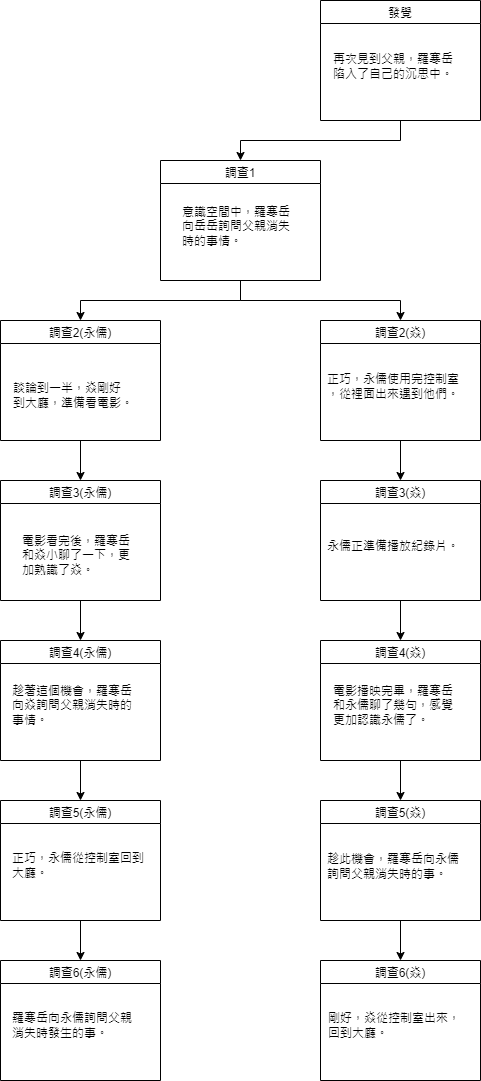 發覺
再次見到父親，羅寒岳
陷入了自己的沉思中。
調查1
意識空間中，羅寒岳
向岳岳詢問父親消失
時的事情。
調查2(永儒)
談論到一半，焱剛好
到大廳，準備看電影。
調查2(焱)
正巧，永儒使用完控制室
，從裡面出來遇到他們。
調查3(永儒)
電影看完後，羅寒岳
和焱小聊了一下，更
加熟識了焱。
調查3(焱)
永儒正準備播放紀錄片。
調查4(永儒)
趁著這個機會，羅寒岳
向焱詢問父親消失時的
事情。
調查4(焱)
電影播映完畢，羅寒岳
和永儒聊了幾句，感覺
更加認識永儒了。
調查5(永儒)
正巧，永儒從控制室回到
大廳。
調查5(焱)
趁此機會，羅寒岳向永儒
詢問父親消失時的事。
調查6(永儒)
羅寒岳向永儒詢問父親
消失時發生的事。
調查6(焱)
剛好，焱從控制室出來，
回到大廳。